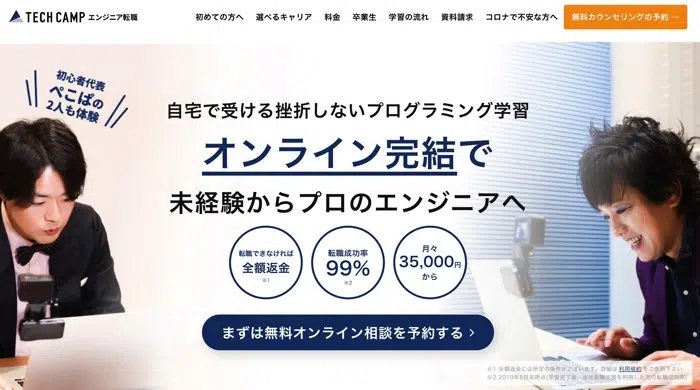 TECH CAMP エンジニア転職
初めての方へ 選べるキャリア 料金 卒業生 学習の流れ 資料請求 コロナで不安な方へ 無料カウンセリングの予約 →
初心者代表
ぺこぱの
2人も体験
自宅で受ける挫折しないプログラミング学習
オンライン完結で
未経験からプロのエンジニアへ
転職できなければ
全額返金
※1
転職成功率
99%
※2
月々
35,000円
から
まずは無料オンライン相談を予約する >
※1 全額返金には所定の条件がございます。詳細は 利用規約 をご参照下さい